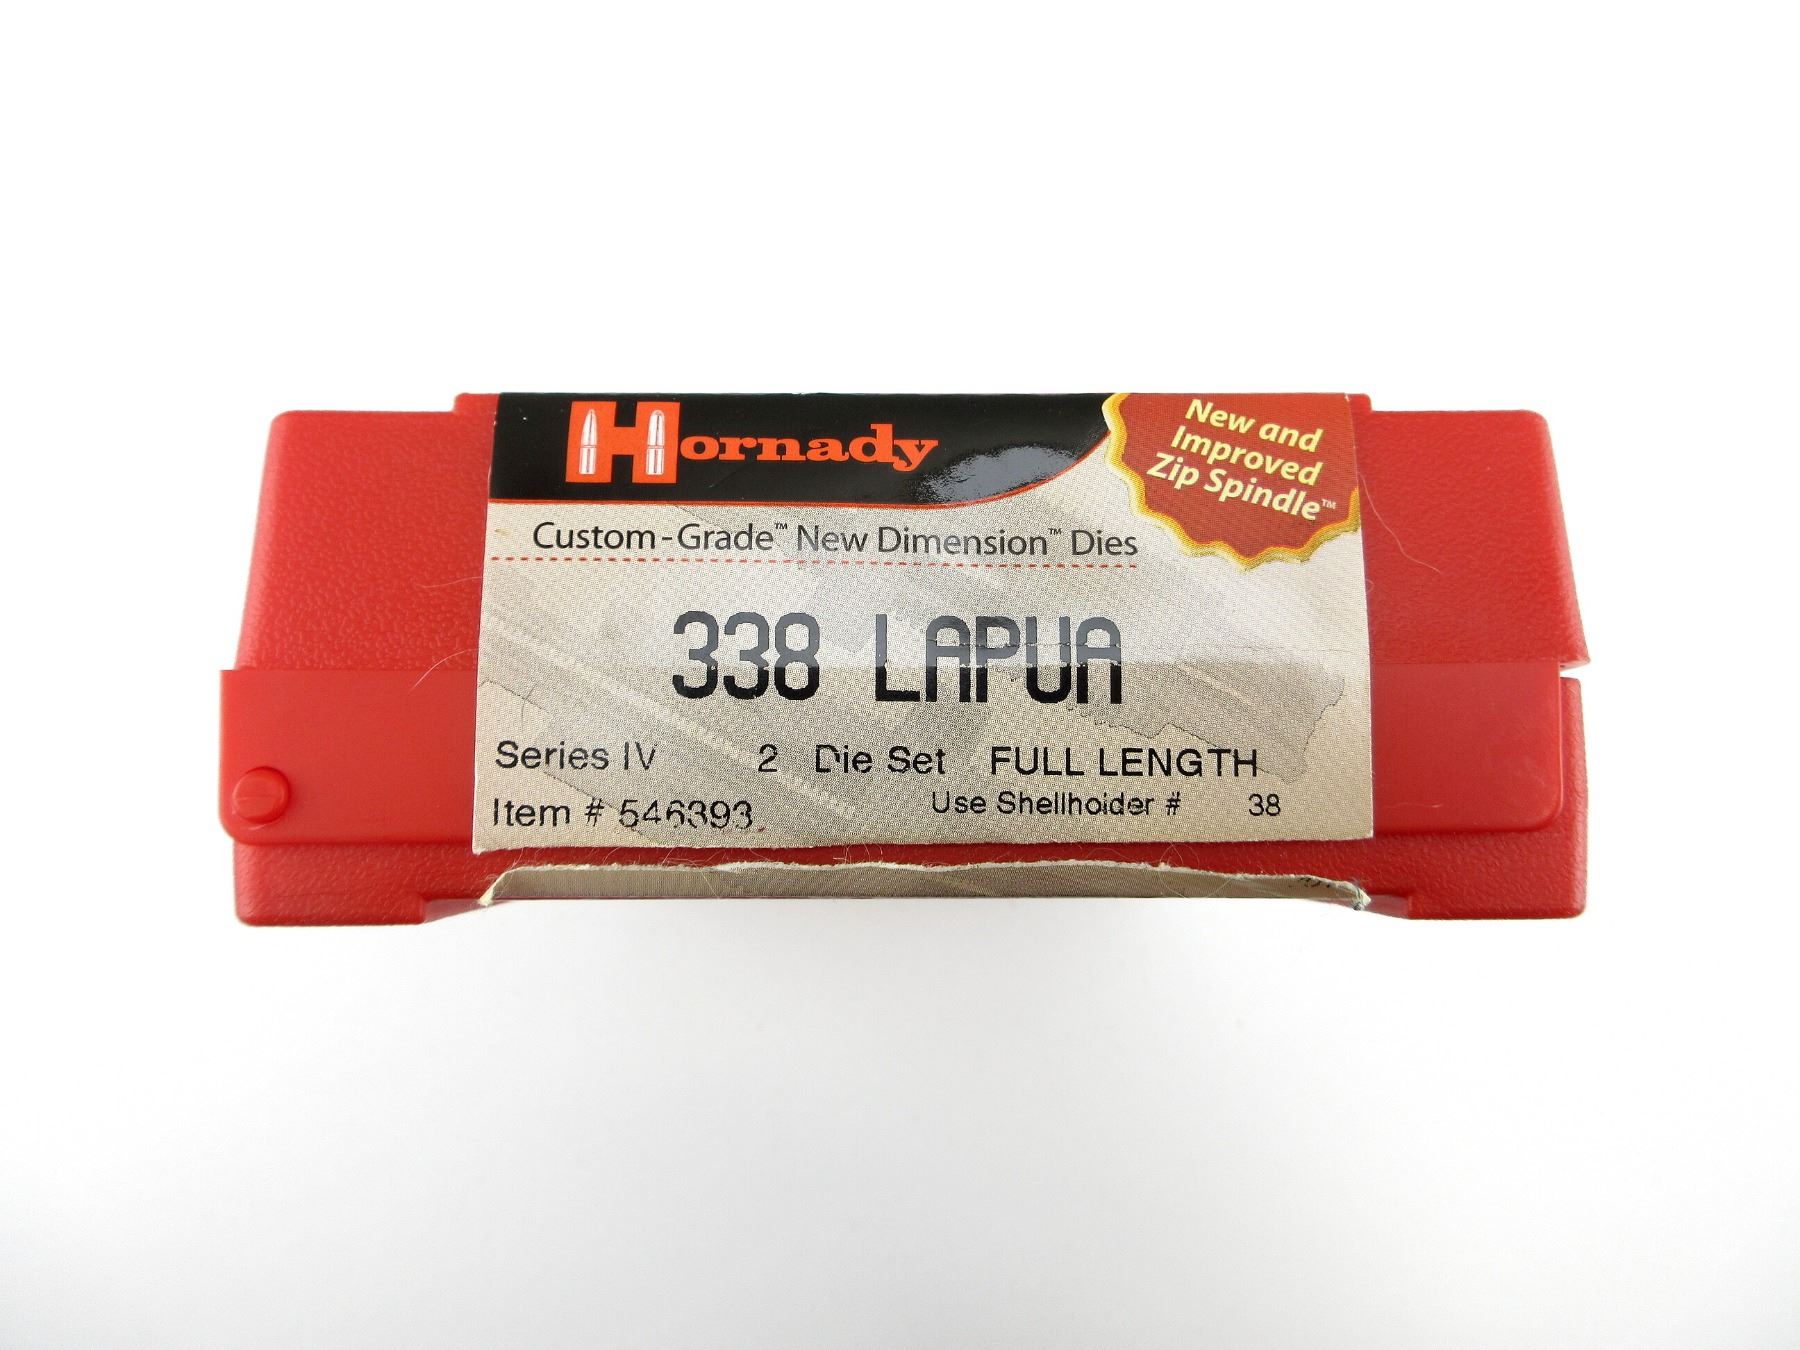 Hornady
New and
Improved
Zip Spindle™
Custom-Grade™ New Dimension™ Dies
338 LAPUA
Series IV 2 Die Set FULL LENGTH
Item # 546393 Use Shellholder # 38